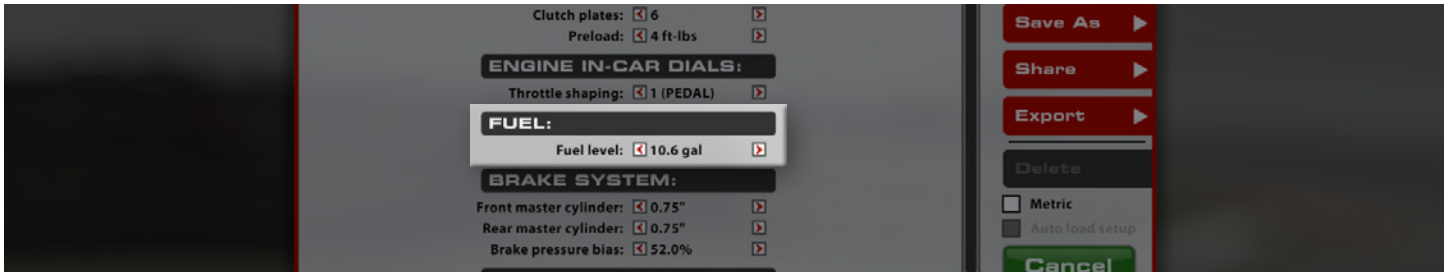 Clutch plates: 6
Preload: 4 ft-lbs
ENGINE IN-CAR DIALS:
Throttle shaping: 1 (PEDAL)
FUEL:
Fuel level: 10.6 gal
BRAKE SYSTEM:
Front master cylinder: 0.75"
Rear master cylinder: 0.75"
Brake pressure bias: 52.0%
Save As
Share
Export
Delete
Metric
Auto load setup
Cancel